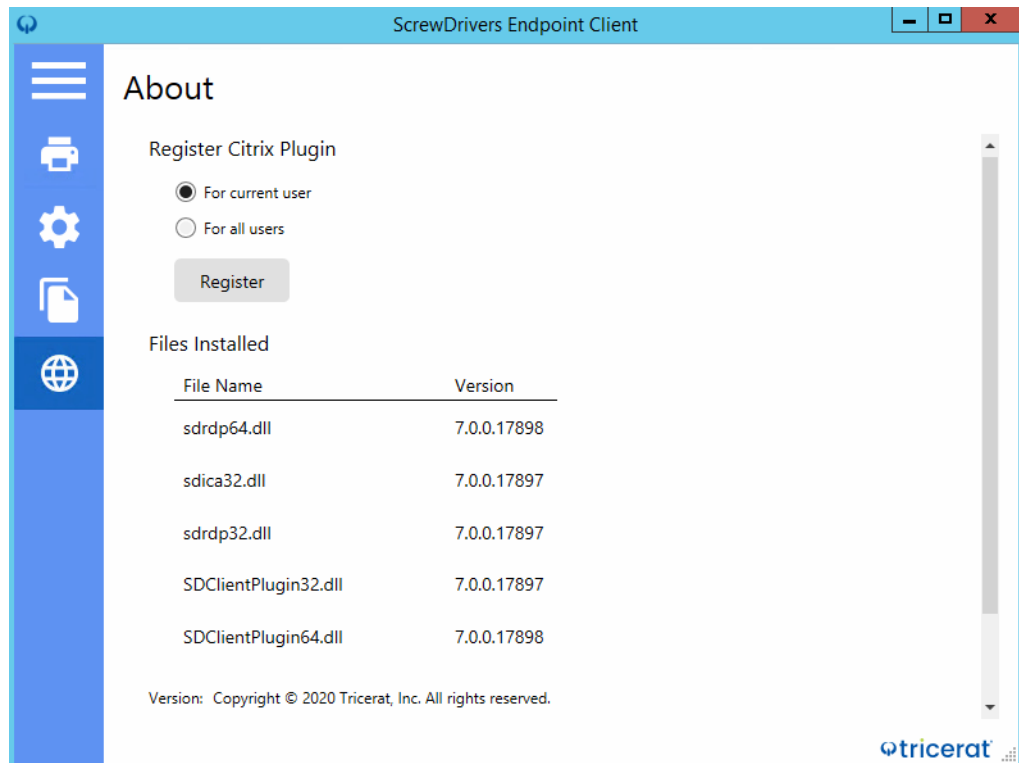 ScrewDrivers Endpoint Client
About
Register Citrix Plugin
For current user
For all users
Register
Files Installed
File Name Version
sdrdp64.dll 7.0.0.17898
sdica32.dll 7.0.0.17897
sdrdp32.dll 7.0.0.17897
SDClientPlugin32.dll 7.0.0.17897
SDClientPlugin64.dll 7.0.0.17898
Version: Copyright © 2020 Tricerat, Inc. All rights reserved.
tricerat